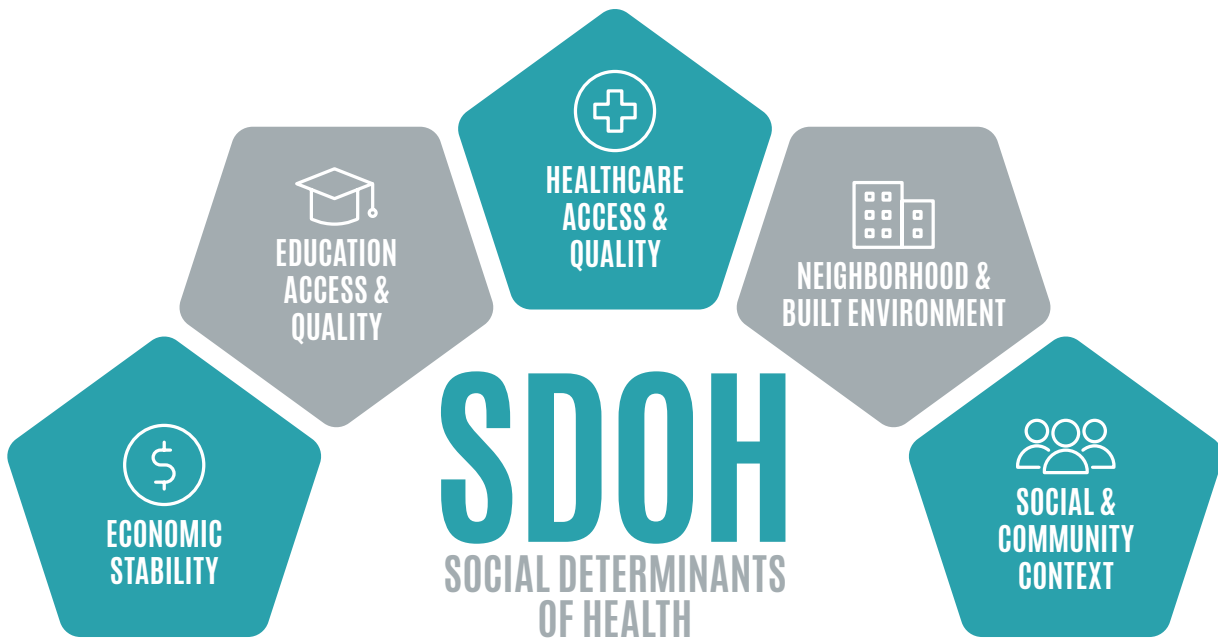 HEALTHCARE
ACCESS &
QUALITY
EDUCATION
ACCESS &
QUALITY
NEIGHBORHOOD &
BUILT ENVIRONMENT
ECONOMIC
STABILITY
SOCIAL &
COMMUNITY
CONTEXT
SDOH
SOCIAL DETERMINANTS
OF HEALTH